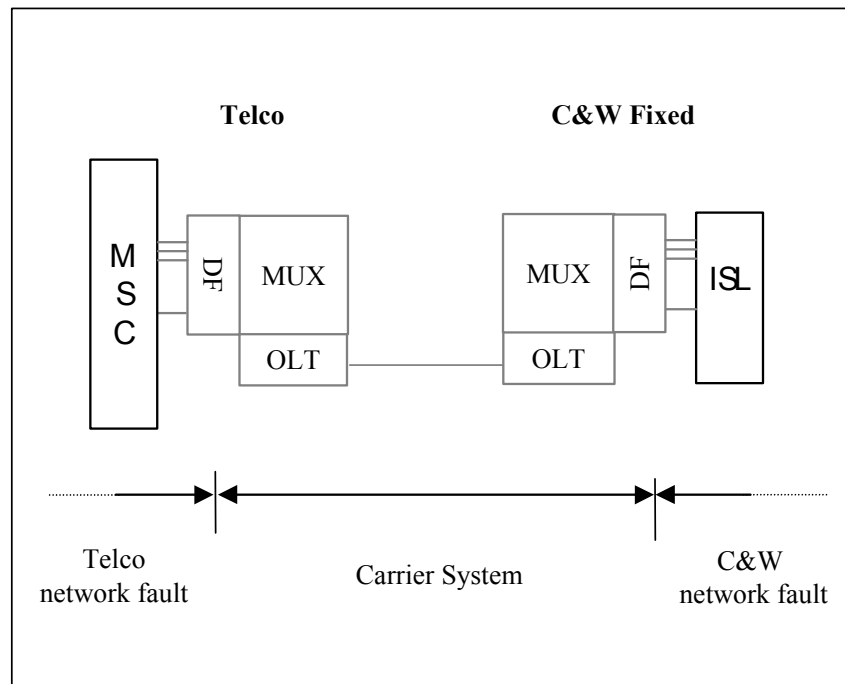 Telco
C&W Fixed
M
S
C
DF
MUX
OLT
MUX
DF
OLT
ISL
Telco
network fault
Carrier System
C&W
network fault